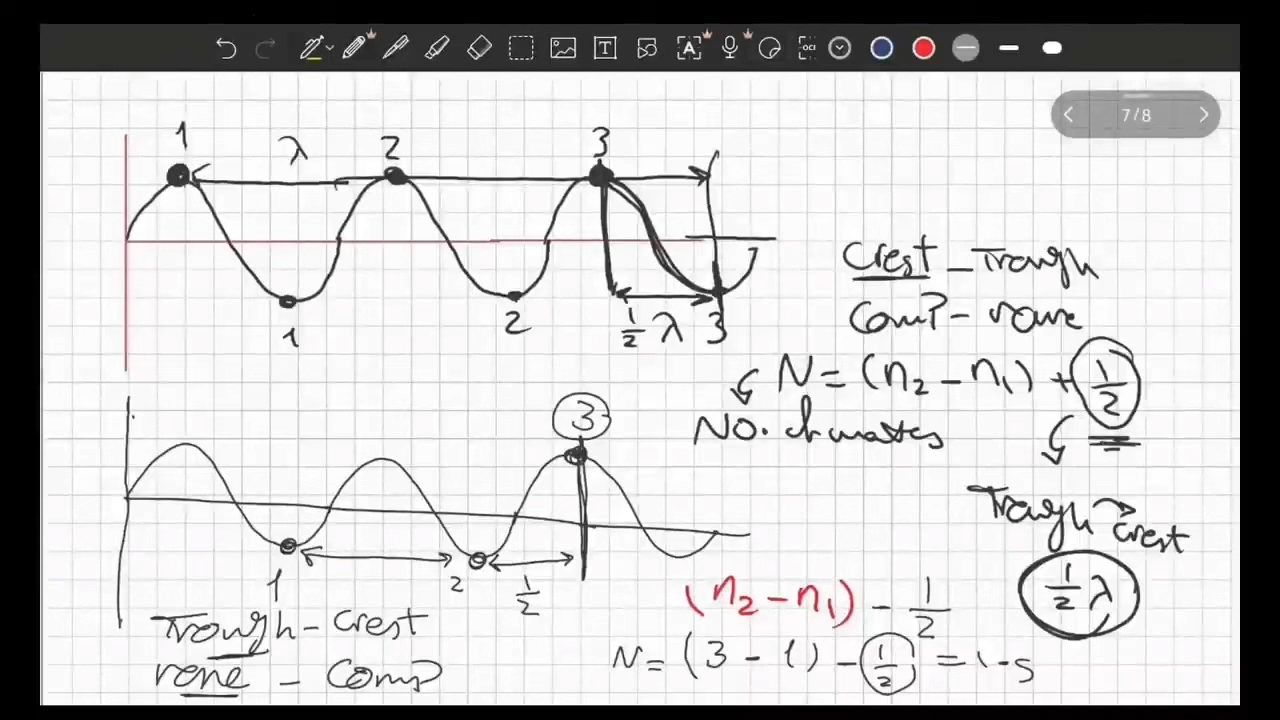 7/8
1 λ 2 3
1 2 1/2 λ 3
Crest - Trough
Comp - rare
N = (n₂ - n₁) + 1/2
NO. of waves
Trough → crest
1/2 λ
3
1 2 1/2
Trough - crest
rare - Comp
(n₂ - n₁) - 1/2
N = (3 - 1) - 1/2 = 1.5